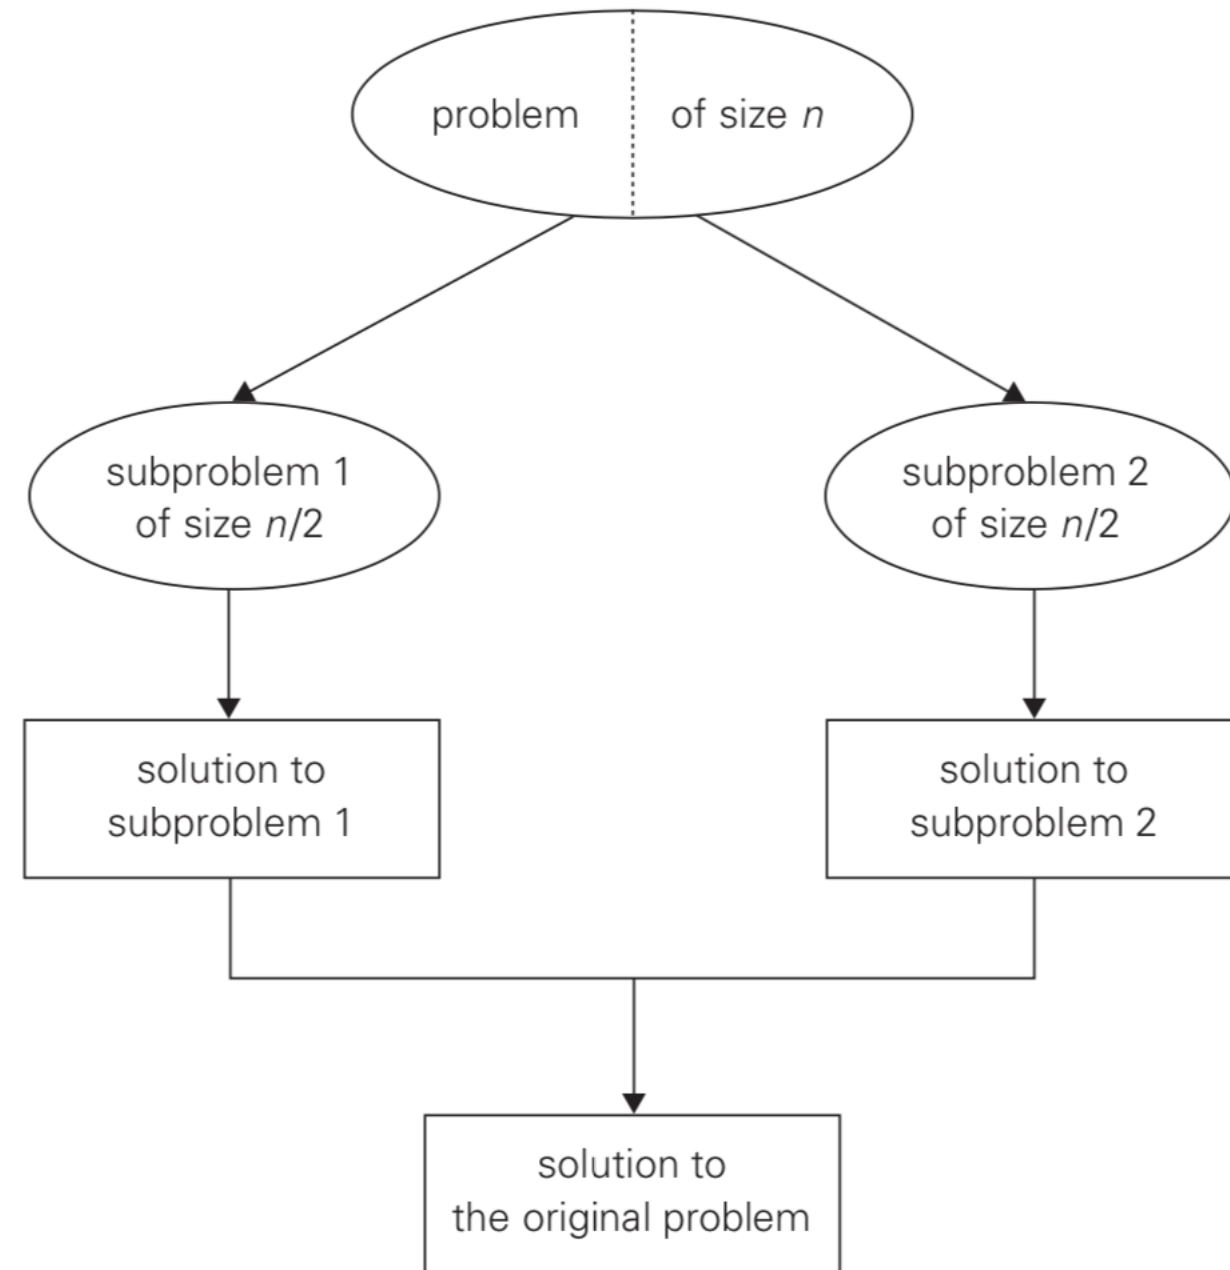 problem of size n
subproblem 1
of size n/2
subproblem 2
of size n/2
solution to
subproblem 1
solution to
subproblem 2
solution to
the original problem